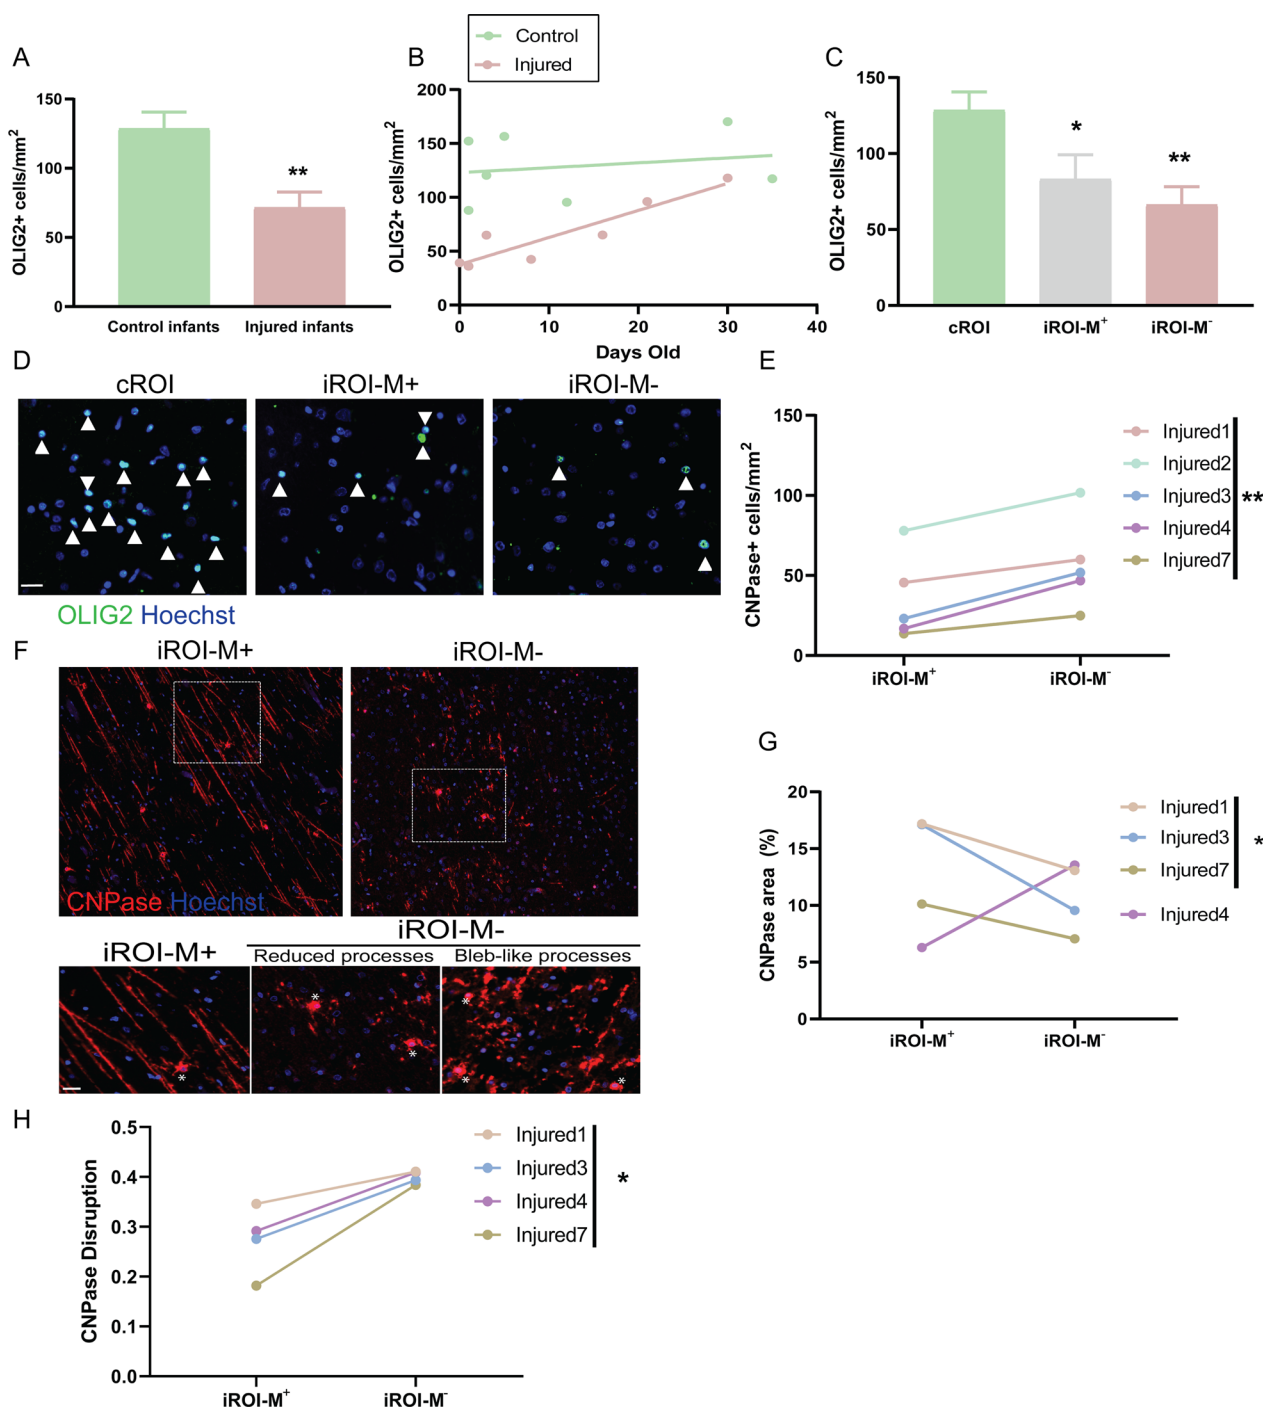 A
OLIG2+ cells/mm2
150
100
50
0
**
Control infants
Injured infants
B
Control
Injured
OLIG2+ cells/mm2
200
150
100
50
0
0
10
20
30
40
Days Old
C
OLIG2+ cells/mm2
150
100
50
0
*
**
cROI
iROI-M+
iROI-M-
D
cROI
iROI-M+
iROI-M-
OLIG2 Hoechst
E
CNPase+ cells/mm2
150
100
50
0
iROI-M+
iROI-M-
Injured1
Injured2
Injured3
Injured4
Injured7
**
F
iROI-M+
iROI-M-
CNPase Hoechst
iROI-M+
iROI-M-
Reduced processes
Bleb-like processes
*
*
*
*
*
*
G
CNPase area (%)
20
15
10
5
0
iROI-M+
iROI-M-
Injured1
Injured3
Injured7
Injured4
*
H
CNPase Disruption
0.5
0.4
0.3
0.2
0.1
0.0
iROI-M+
iROI-M-
Injured1
Injured3
Injured4
Injured7
*